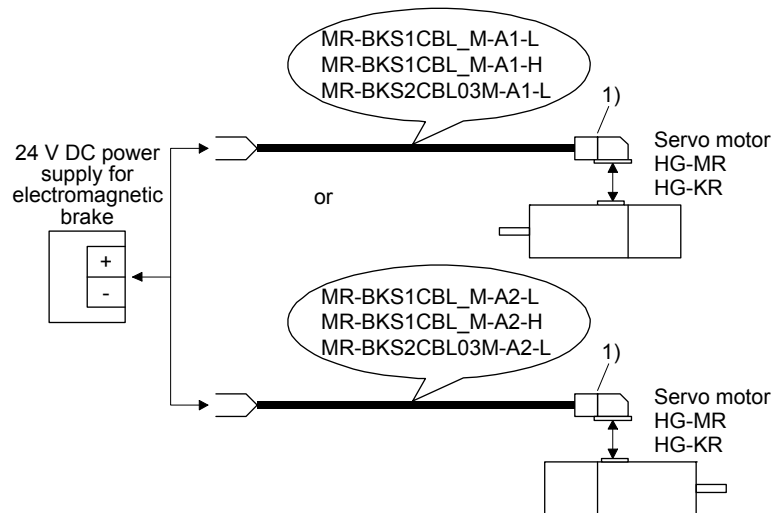 MR-BKS1CBL_M-A1-L
MR-BKS1CBL_M-A1-H
MR-BKS2CBL03M-A1-L
1)
Servo motor
HG-MR
HG-KR
24 V DC power
supply for
electromagnetic
brake
or
+
-
MR-BKS1CBL_M-A2-L
MR-BKS1CBL_M-A2-H
MR-BKS2CBL03M-A2-L
1)
Servo motor
HG-MR
HG-KR